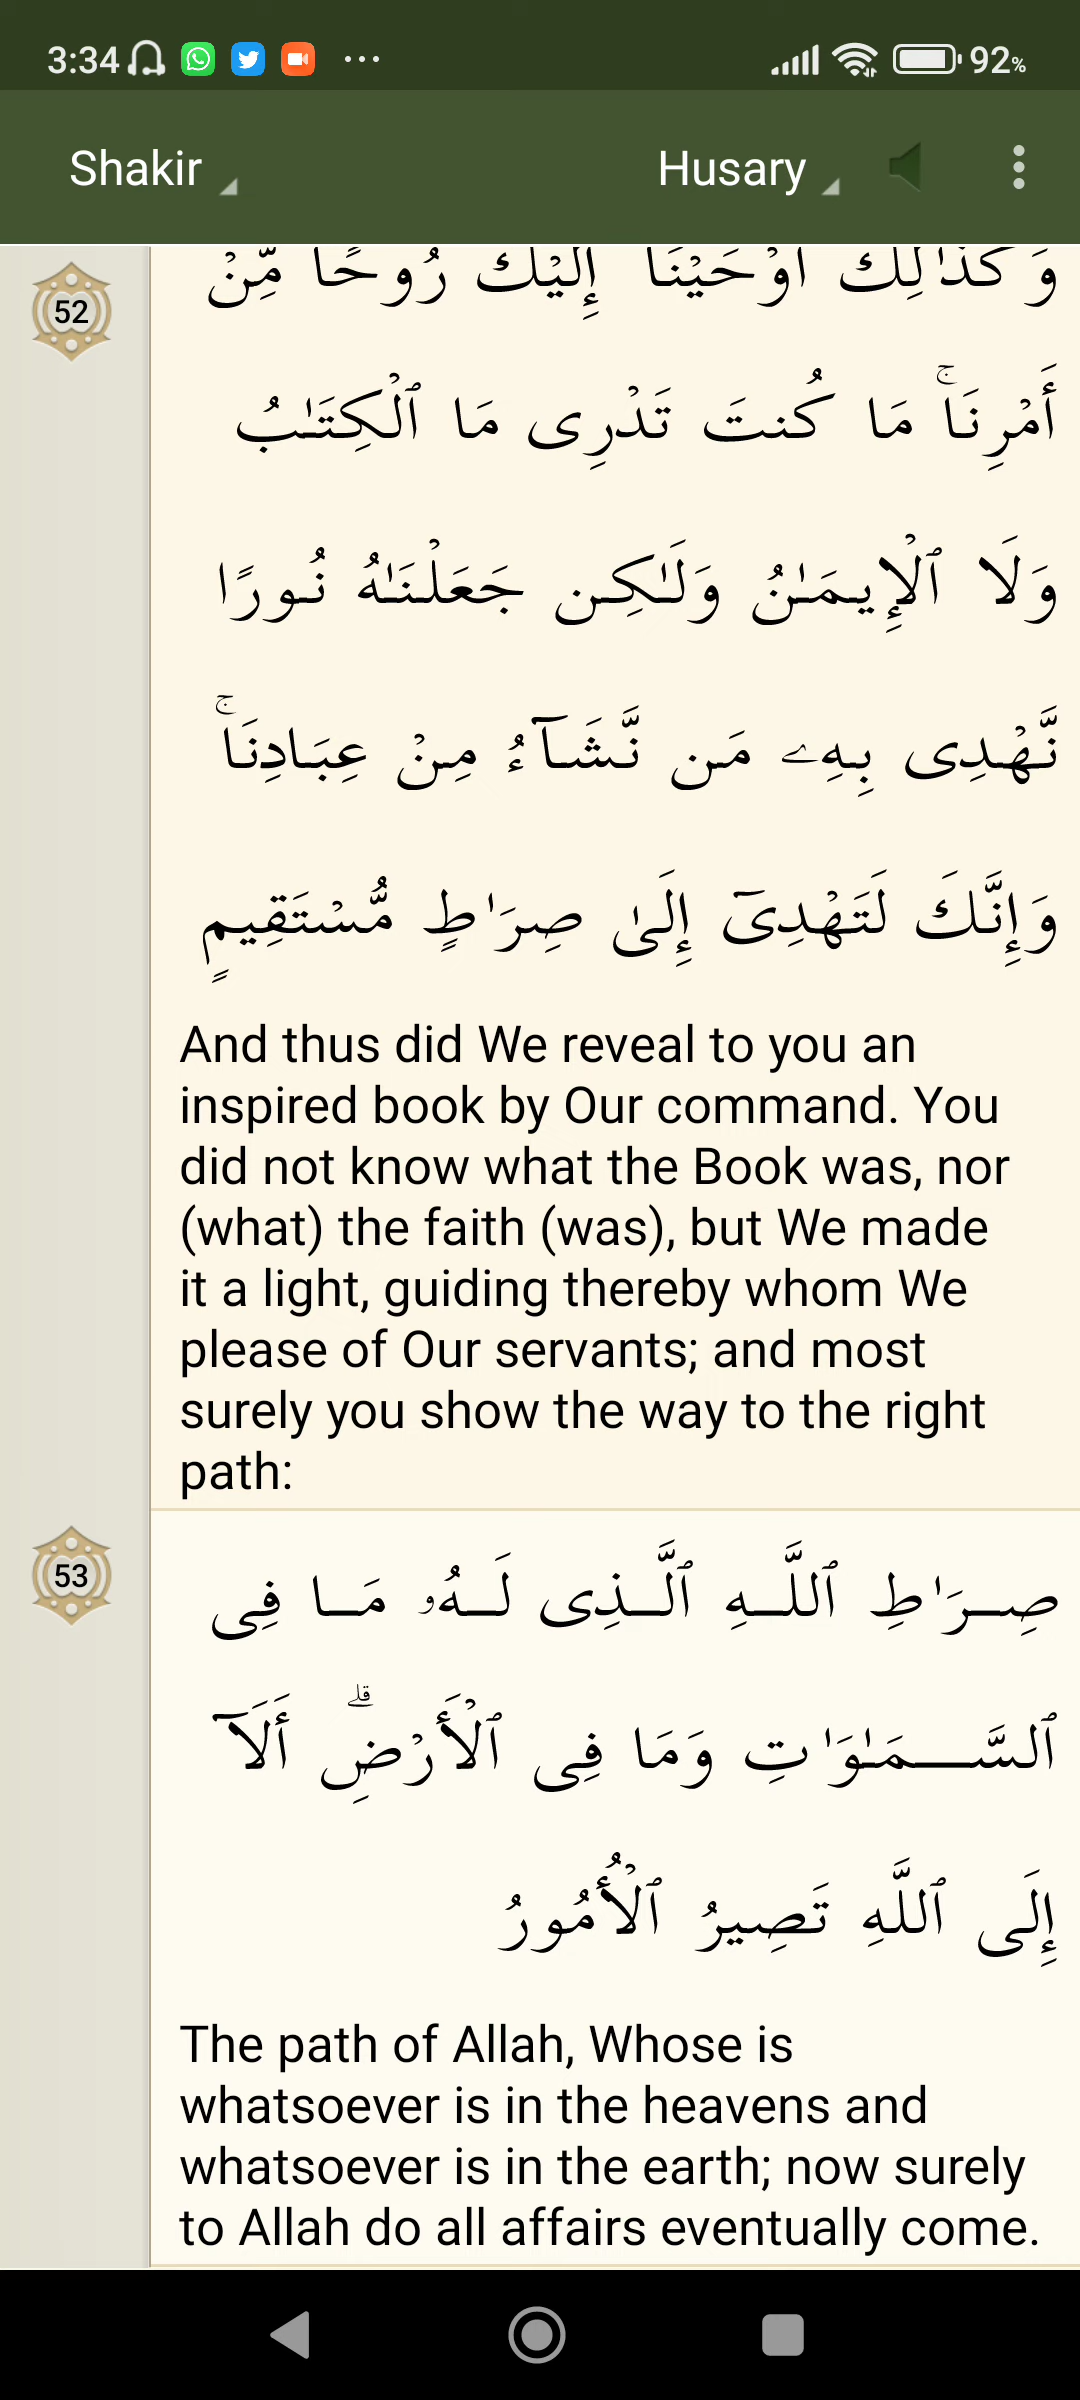 3:34 92%
Shakir Husary
52
وَكَذَٰلِكَ أَوْحَيْنَا إِلَيْكَ رُوحًا مِّنْ
أَمْرِنَا ۚ مَا كُنتَ تَدْرِى مَا ٱلْكِتَـٰبُ
وَلَا ٱلْإِيمَـٰنُ وَلَـٰكِن جَعَلْنَـٰهُ نُورًا
نَّهْدِى بِهِۦ مَن نَّشَآءُ مِنْ عِبَادِنَا ۚ
وَإِنَّكَ لَتَهْدِىٓ إِلَىٰ صِرَٰطٍ مُّسْتَقِيمٍ
And thus did We reveal to you an
inspired book by Our command. You
did not know what the Book was, nor
(what) the faith (was), but We made
it a light, guiding thereby whom We
please of Our servants; and most
surely you show the way to the right
path:
53
صِرَٰطِ ٱللَّهِ ٱلَّذِى لَهُۥ مَا فِى
ٱلسَّمَـٰوَٰتِ وَمَا فِى ٱلْأَرْضِ ۗ أَلَآ
إِلَى ٱللَّهِ تَصِيرُ ٱلْأُمُورُ
The path of Allah, Whose is
whatsoever is in the heavens and
whatsoever is in the earth; now surely
to Allah do all affairs eventually come.